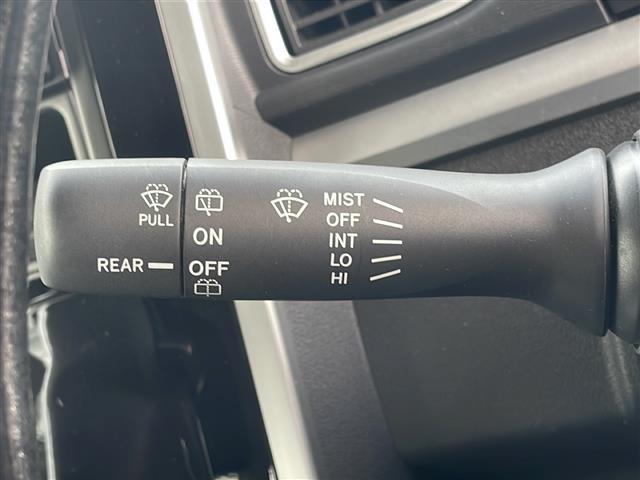 PULL
REAR
ON
OFF
MIST
OFF
INT
LO
HI